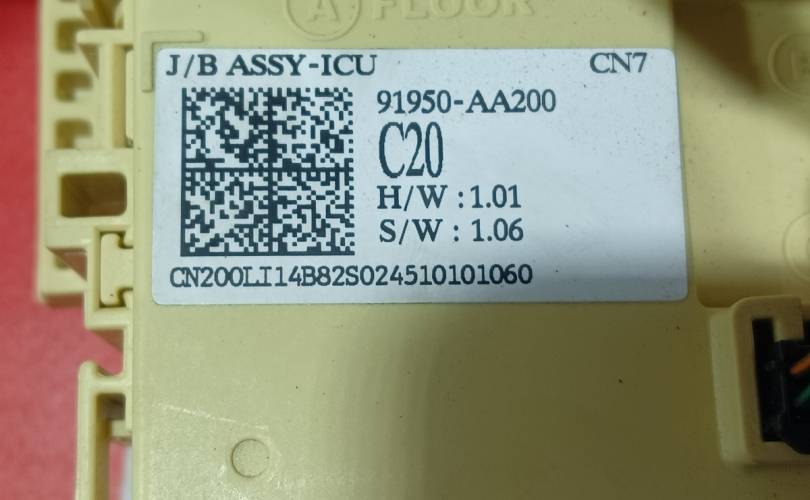 A FLOOR
J/B ASSY-ICU CN7
91950-AA200
C20
H/W : 1.01
S/W : 1.06
CN200LI14B82S024510101060